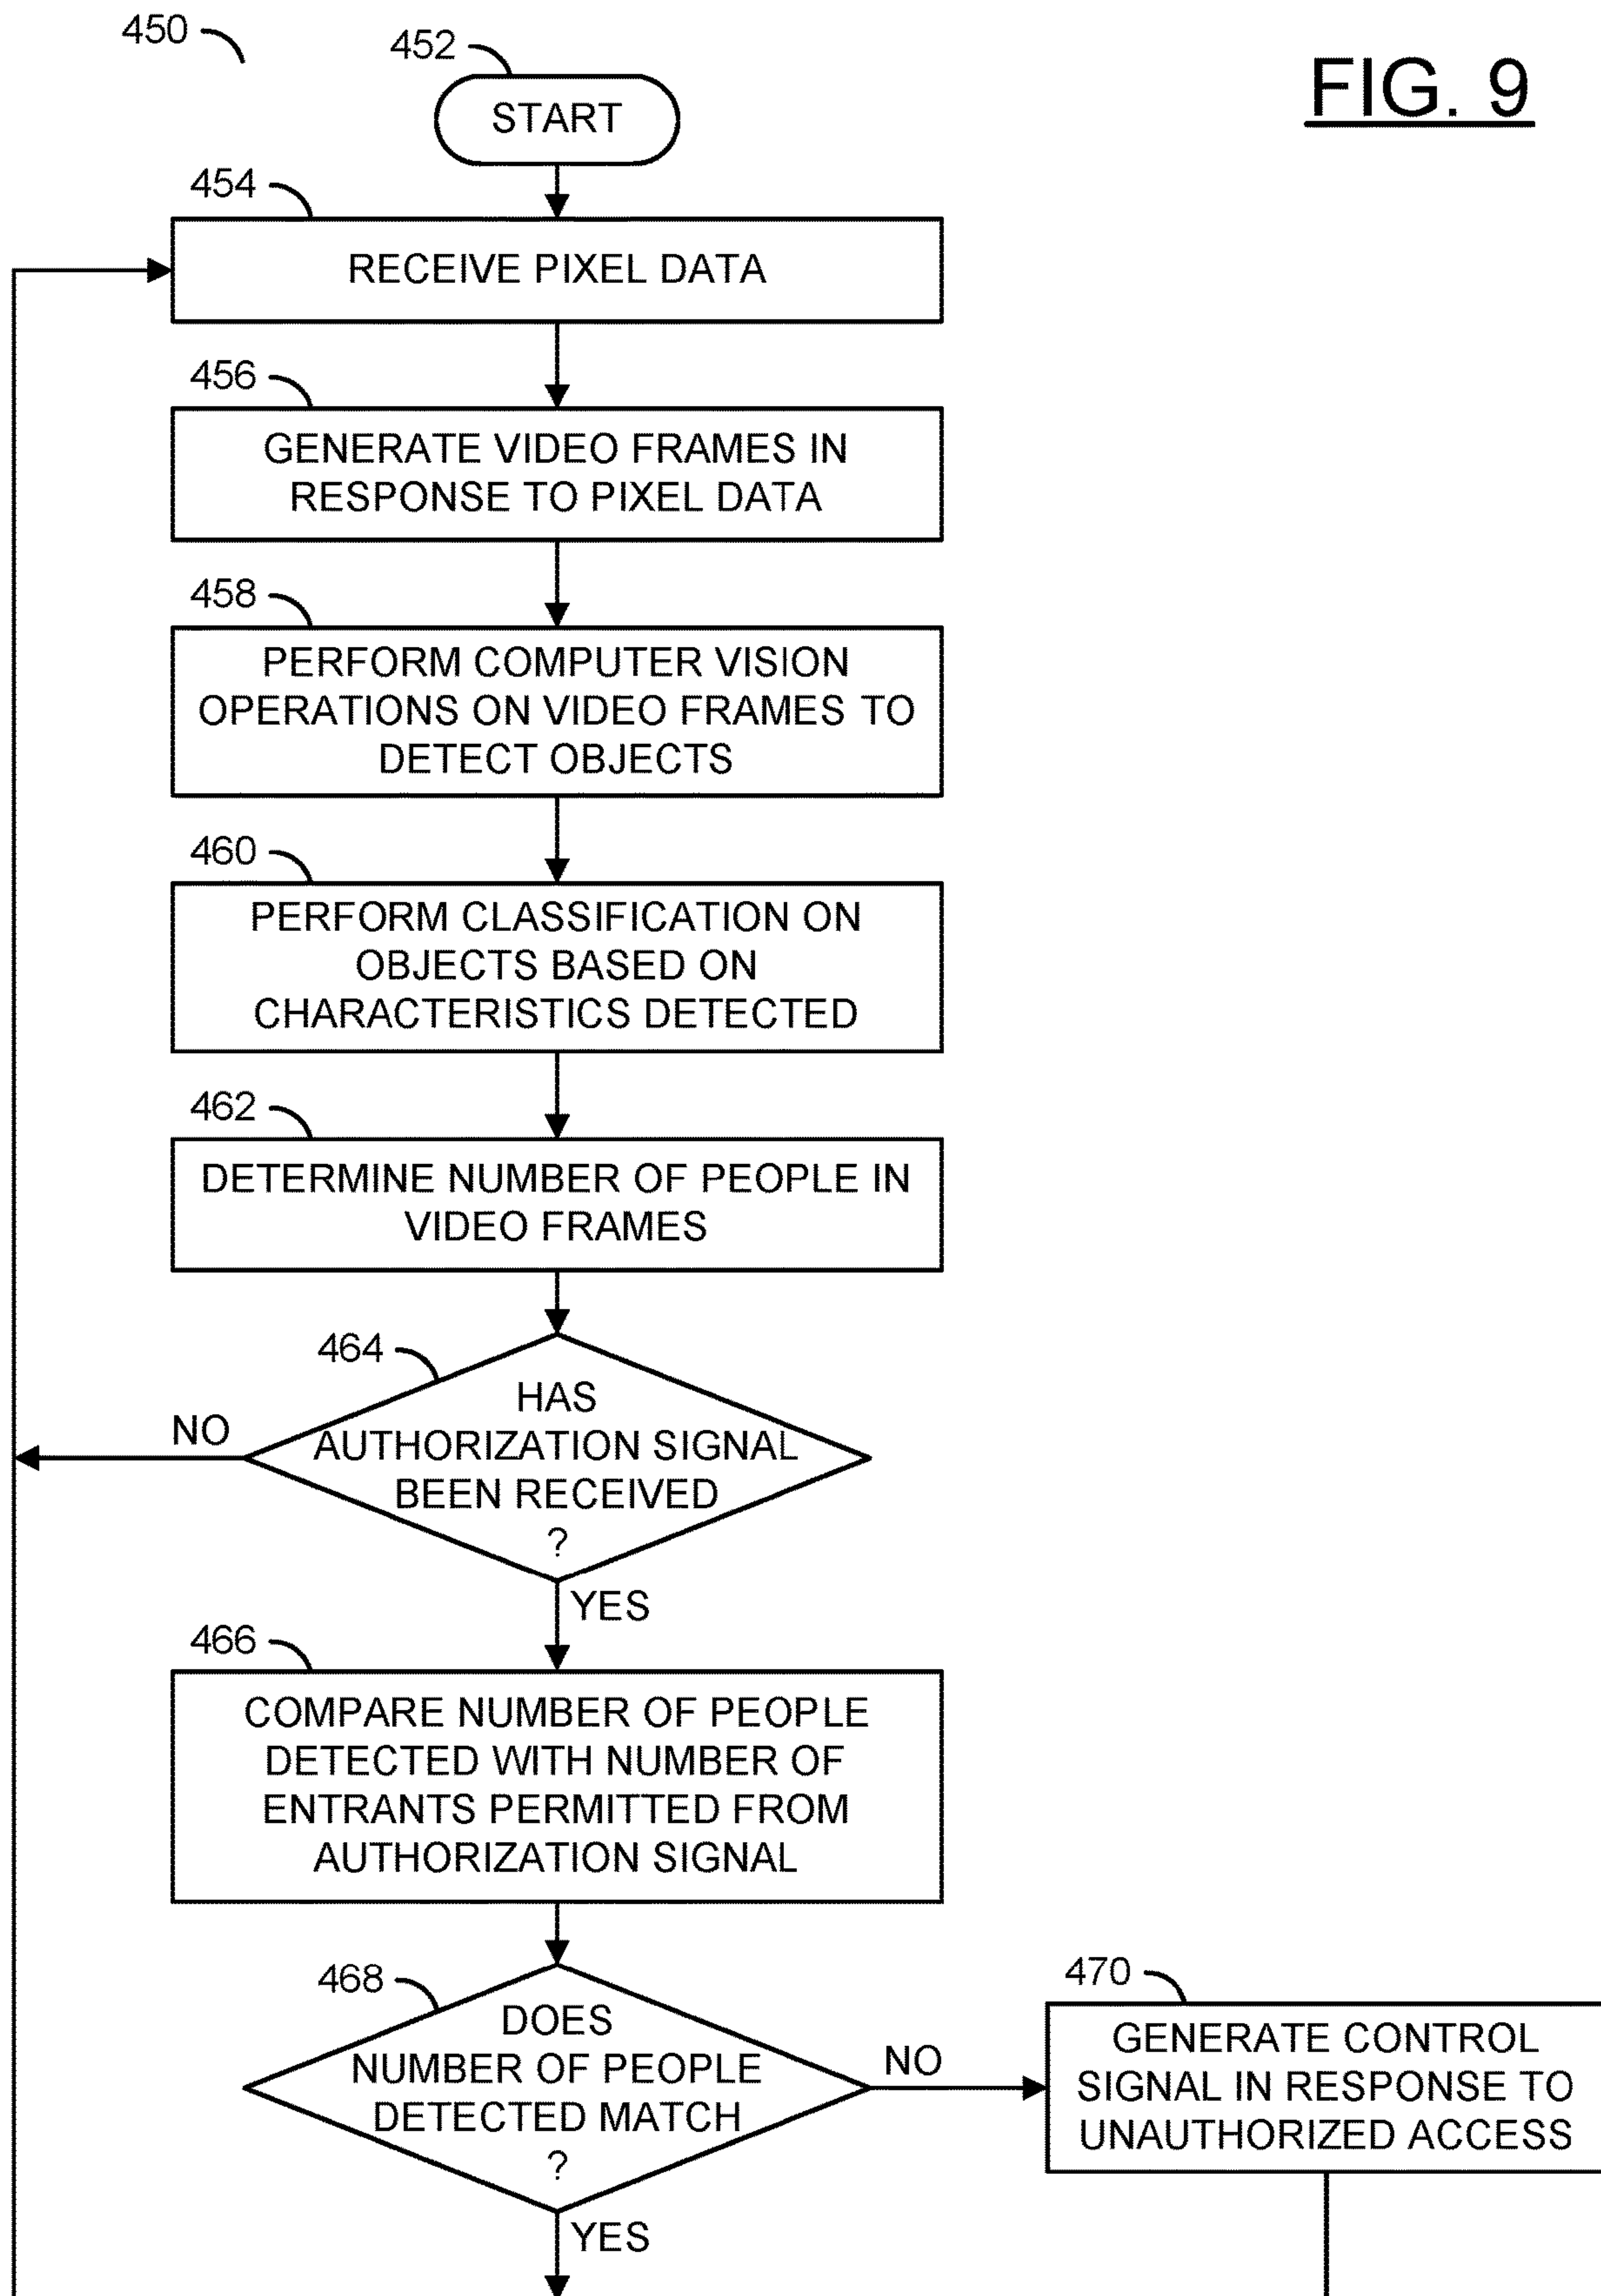 450
452
FIG. 9
START
454
RECEIVE PIXEL DATA
456
GENERATE VIDEO FRAMES IN
RESPONSE TO PIXEL DATA
458
PERFORM COMPUTER VISION
OPERATIONS ON VIDEO FRAMES TO
DETECT OBJECTS
460
PERFORM CLASSIFICATION ON
OBJECTS BASED ON
CHARACTERISTICS DETECTED
462
DETERMINE NUMBER OF PEOPLE IN
VIDEO FRAMES
464
HAS
AUTHORIZATION SIGNAL
BEEN RECEIVED
?
NO
YES
466
COMPARE NUMBER OF PEOPLE
DETECTED WITH NUMBER OF
ENTRANTS PERMITTED FROM
AUTHORIZATION SIGNAL
468
DOES
NUMBER OF PEOPLE
DETECTED MATCH
?
NO
YES
470
GENERATE CONTROL
SIGNAL IN RESPONSE TO
UNAUTHORIZED ACCESS